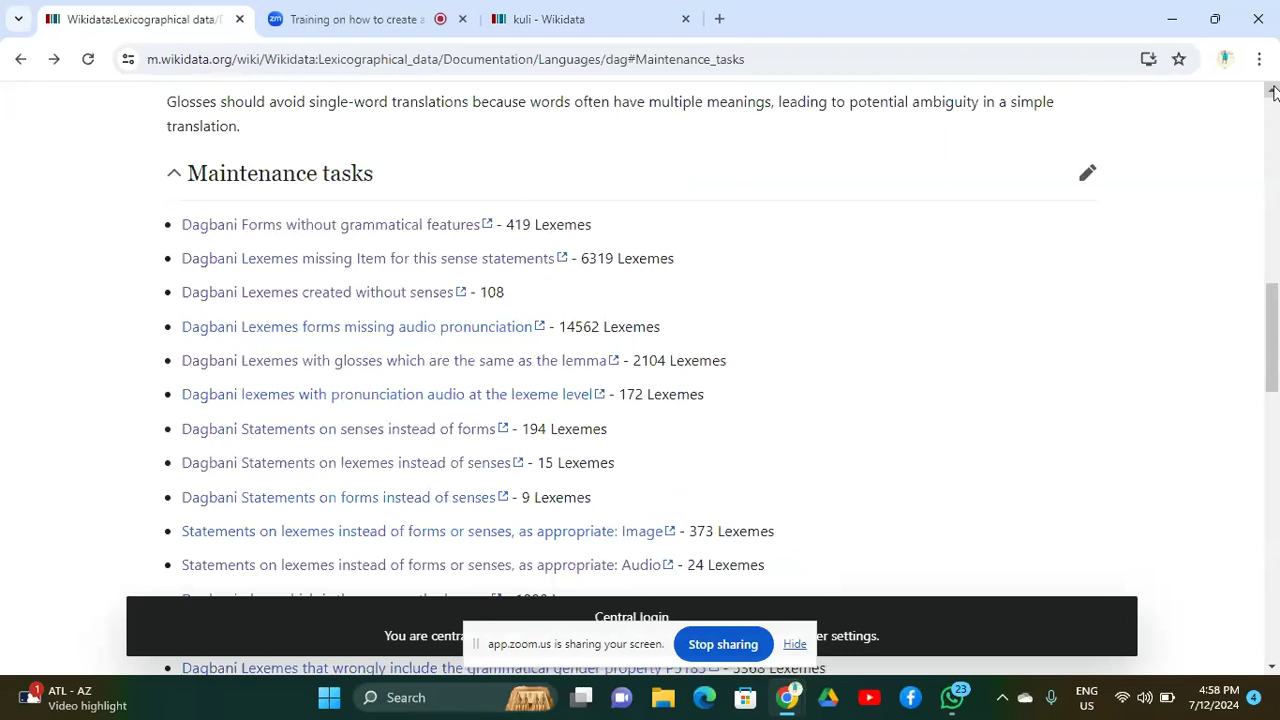 Wikidata:Lexicographical data/D
Training on how to create a
kuli - Wikidata
m.wikidata.org/wiki/Wikidata:Lexicographical_data/Documentation/Languages/dag#Maintenance_tasks
Glosses should avoid single-word translations because words often have multiple meanings, leading to potential ambiguity in a simple
translation.
Maintenance tasks
Dagbani Forms without grammatical features - 419 Lexemes
Dagbani Lexemes missing Item for this sense statements - 6319 Lexemes
Dagbani Lexemes created without senses - 108
Dagbani Lexemes forms missing audio pronunciation - 14562 Lexemes
Dagbani Lexemes with glosses which are the same as the lemma - 2104 Lexemes
Dagbani lexemes with pronunciation audio at the lexeme level - 172 Lexemes
Dagbani Statements on senses instead of forms - 194 Lexemes
Dagbani Statements on lexemes instead of senses - 15 Lexemes
Dagbani Statements on forms instead of senses - 9 Lexemes
Statements on lexemes instead of forms or senses, as appropriate: Image - 373 Lexemes
Statements on lexemes instead of forms or senses, as appropriate: Audio - 24 Lexemes
Central login
You are centr
er settings.
app.zoom.us is sharing your screen.
Stop sharing
Hide
Dagbani Lexemes that wrongly include the grammatical gender property P5185 - 3368 Lexemes
1
ATL - AZ
Video highlight
Search
1
23
ENG
US
4:58 PM
7/12/2024
4